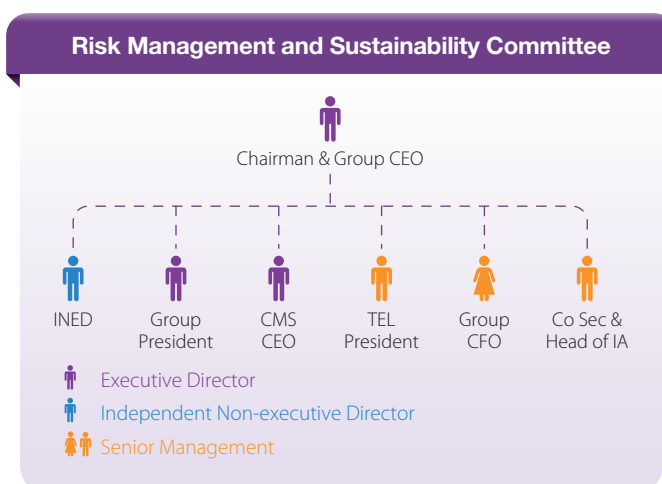 Risk Management and Sustainability Committee
Chairman & Group CEO
INED
Group
President
CMS
CEO
TEL
President
Group
CFO
Co Sec &
Head of IA
Executive Director
Independent Non-executive Director
Senior Management